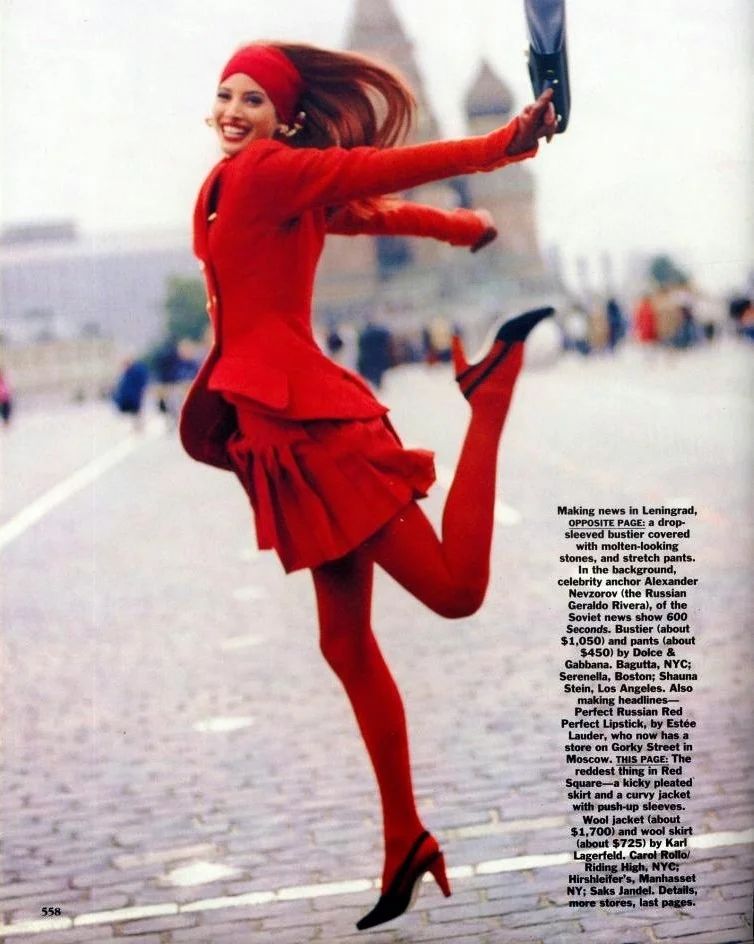 Making news in Leningrad,
OPPOSITE PAGE: a drop-
sleeved bustier covered
with molten-looking
stones, and stretch pants.
In the background,
celebrity anchor Alexander
Nevzorov (the Russian
Geraldo Rivera), of the
Soviet news show 600
Seconds. Bustier (about
$1,050) and pants (about
$450) by Dolce &
Gabbana. Bagutta, NYC;
Serenella, Boston; Shauna
Stein, Los Angeles. Also
making headlines—
Perfect Russian Red
Perfect Lipstick, by Estée
Lauder, who now has a
store on Gorky Street in
Moscow. THIS PAGE: The
reddest thing in Red
Square—a kicky pleated
skirt and a curvy jacket
with push-up sleeves.
Wool jacket (about
$1,700) and wool skirt
(about $725) by Karl
Lagerfeld. Carol Rollo/
Riding High, NYC;
Hirshleifer's, Manhasset
NY; Saks Jandel. Details,
more stores, last pages.
558